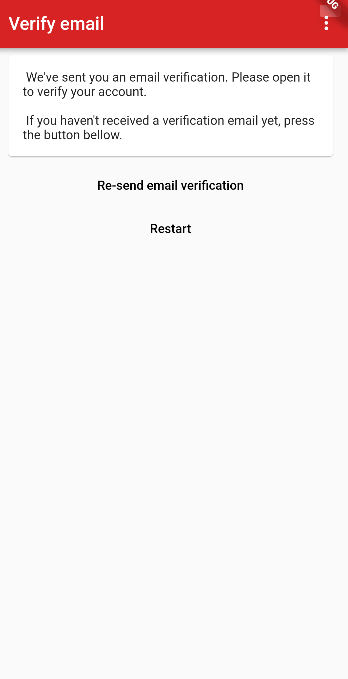 Verify email
UG
We've sent you an email verification. Please open it
to verify your account.
If you haven't received a verification email yet, press
the button bellow.
Re-send email verification
Restart